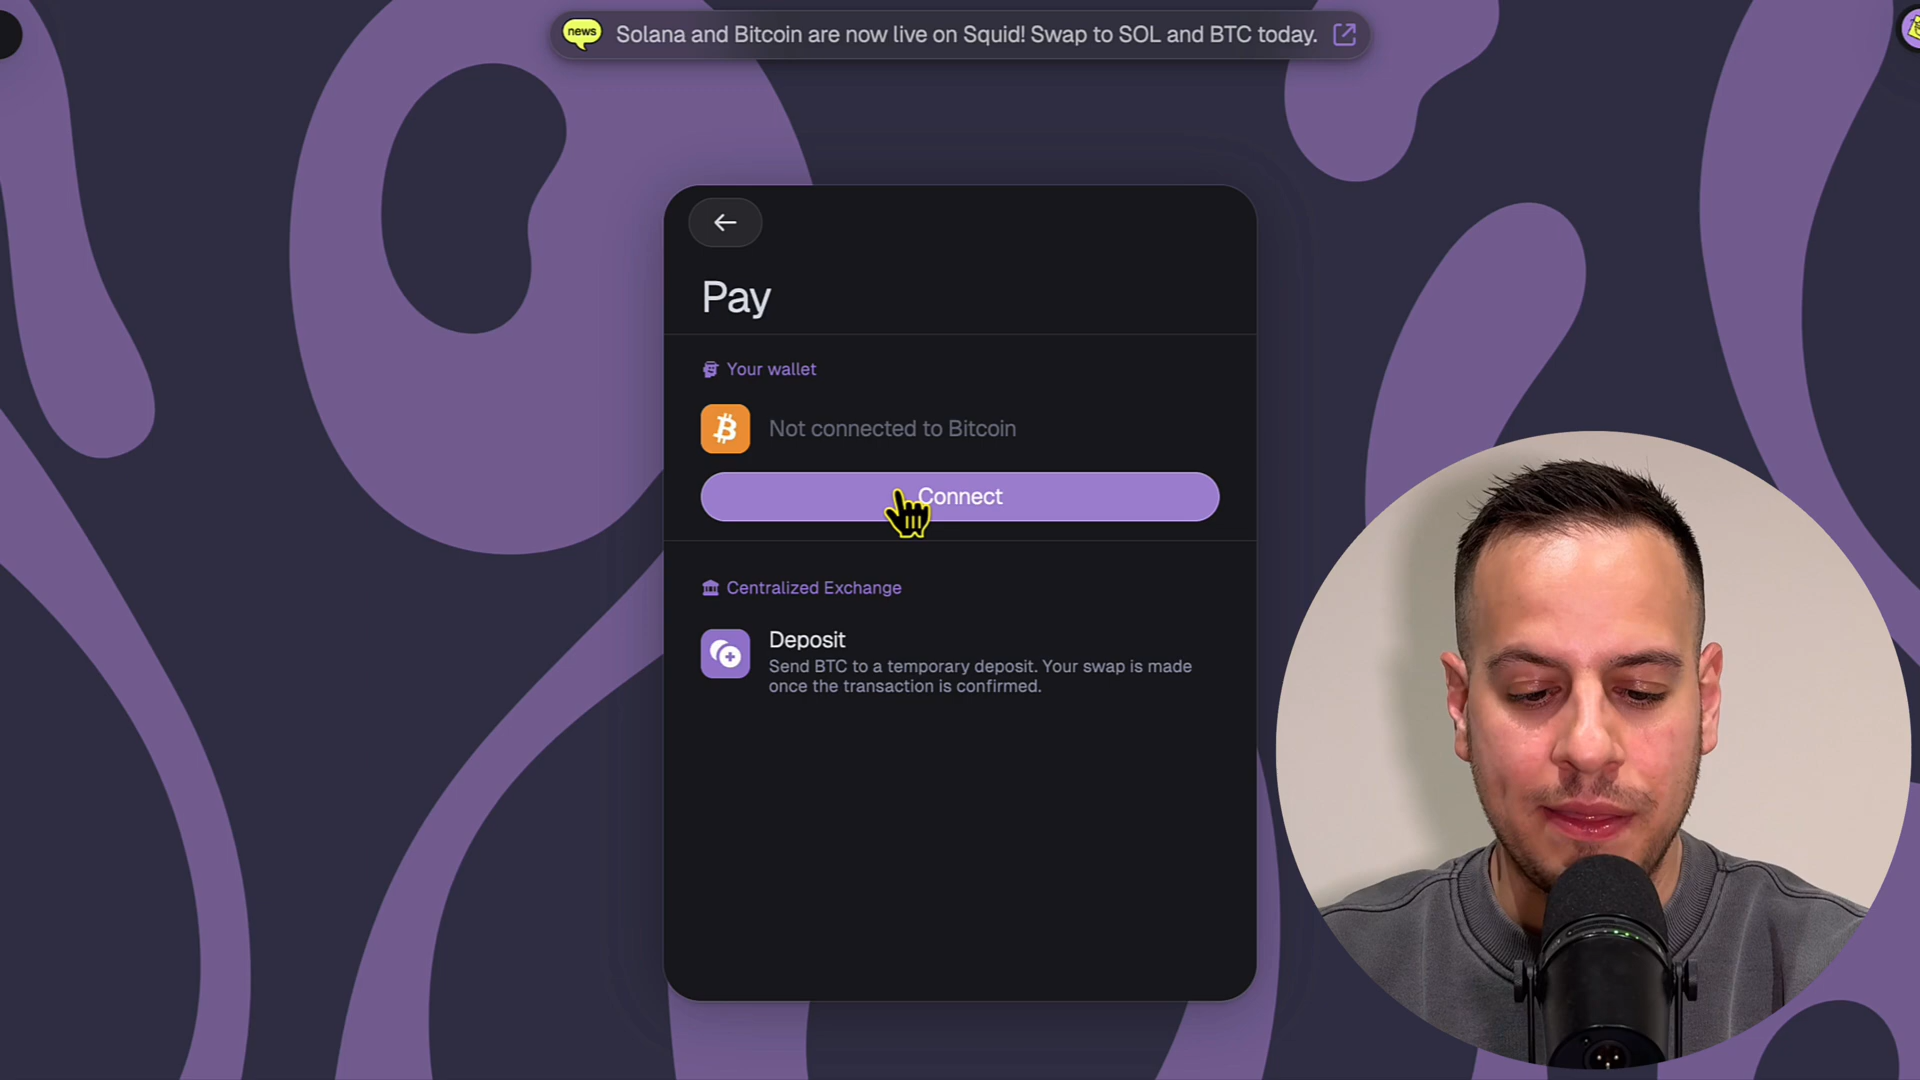 news
Solana and Bitcoin are now live on Squid! Swap to SOL and BTC today.
Pay
Your wallet
Not connected to Bitcoin
Connect
Centralized Exchange
Deposit
Send BTC to a temporary deposit. Your swap is made
once the transaction is confirmed.